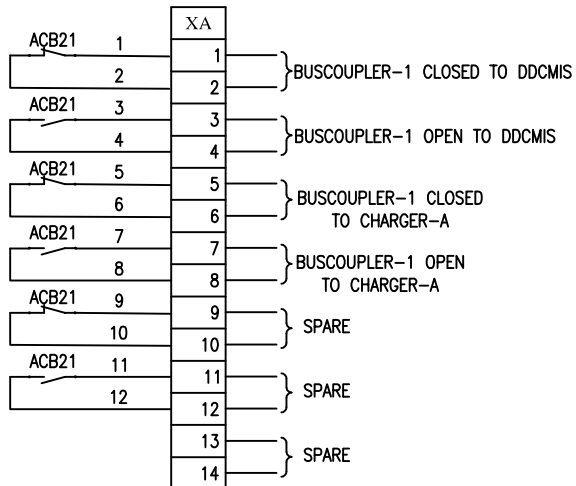 XA
ACB21 1 1
2 2
BUSCOUPLER-1 CLOSED TO DDCMIS
ACB21 3 3
4 4
BUSCOUPLER-1 OPEN TO DDCMIS
ACB21 5 5
6 6
BUSCOUPLER-1 CLOSED
TO CHARGER-A
ACB21 7 7
8 8
BUSCOUPLER-1 OPEN
TO CHARGER-A
ACB21 9 9
10 10
SPARE
ACB21 11 11
12 12
SPARE
13
14
SPARE